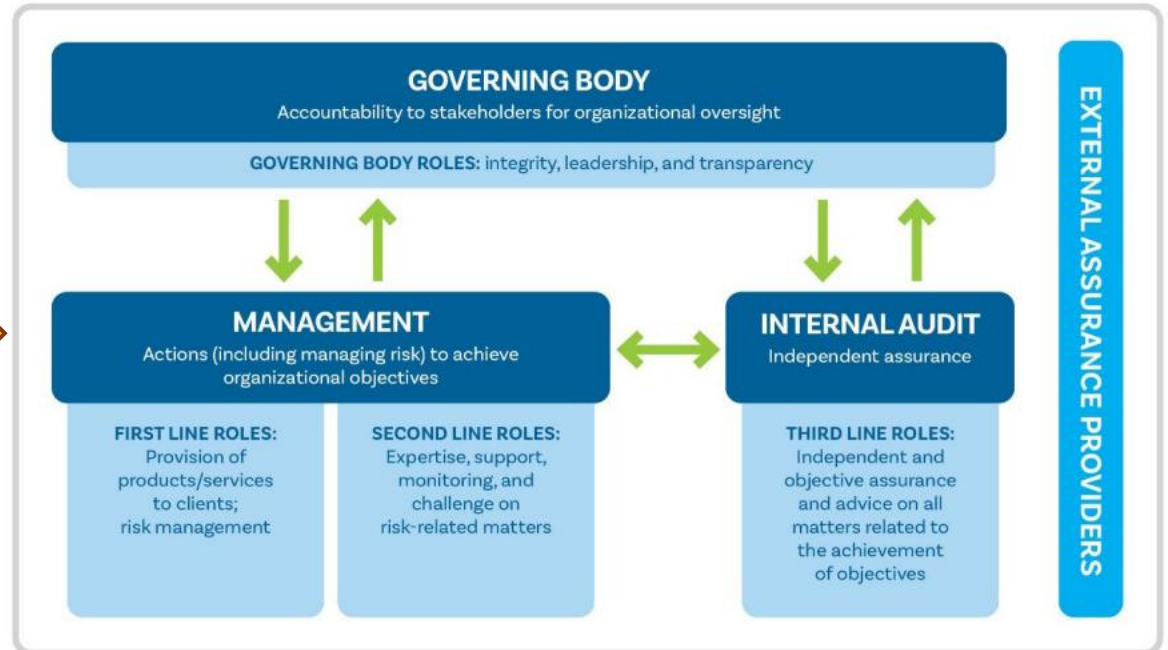 GOVERNING BODY
Accountability to stakeholders for organizational oversight
GOVERNING BODY ROLES: integrity, leadership, and transparency
MANAGEMENT
Actions (including managing risk) to achieve
organizational objectives
FIRST LINE ROLES:
Provision of
products/services
to clients;
risk management
SECOND LINE ROLES:
Expertise, support,
monitoring, and
challenge on
risk-related matters
INTERNAL AUDIT
Independent assurance
THIRD LINE ROLES:
Independent and
objective assurance
and advice on all
matters related to
the achievement
of objectives
EXTERNAL ASSURANCE PROVIDERS